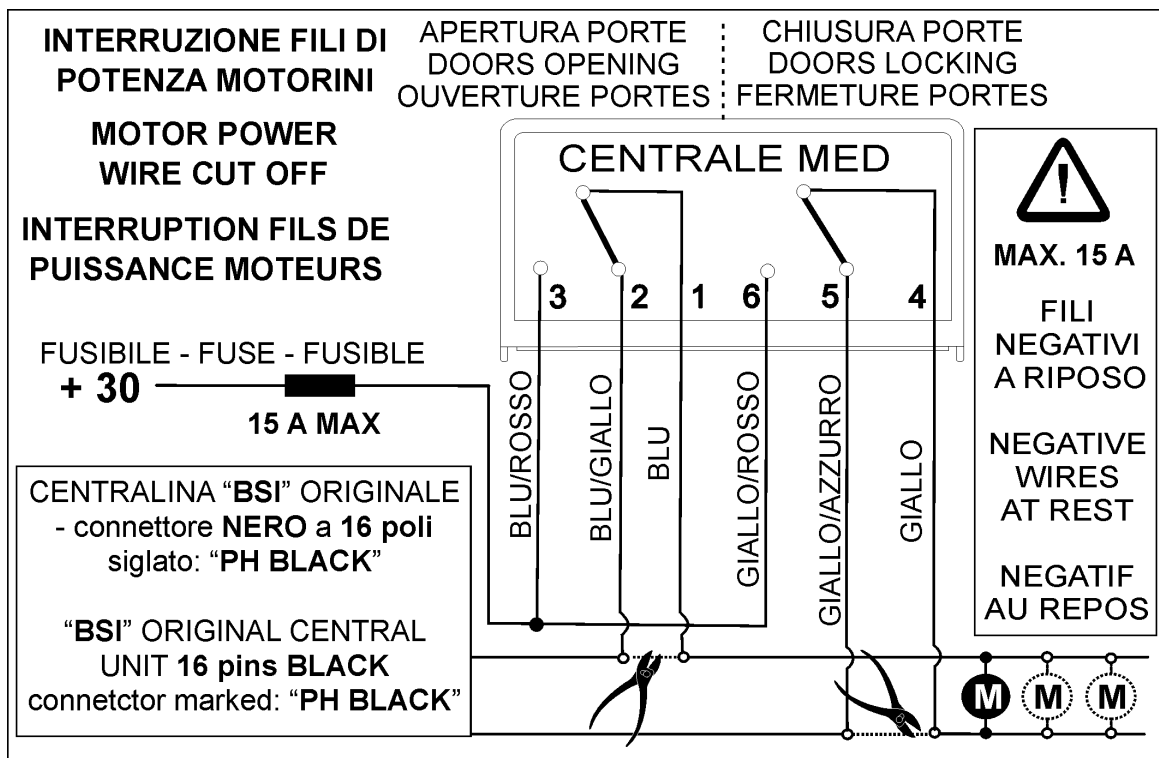 INTERRUZIONE FILI DI
POTENZA MOTORINI
MOTOR POWER
WIRE CUT OFF
INTERRUPTION FILS DE
PUISSANCE MOTEURS
APERTURA PORTE
DOORS OPENING
OUVERTURE PORTES
CHIUSURA PORTE
DOORS LOCKING
FERMETURE PORTES
CENTRALE MED
3
2
1
6
5
4
BLU/ROSSO
BLU/GIALLO
BLU
GIALLO/ROSSO
GIALLO/AZZURRO
GIALLO
FUSIBILE - FUSE - FUSIBLE
+ 30
15 A MAX
CENTRALINA “BSI” ORIGINALE
- connettore NERO a 16 poli
siglato: “PH BLACK”
“BSI” ORIGINAL CENTRAL
UNIT 16 pins BLACK
connetctor marked: “PH BLACK”
!
MAX. 15 A
FILI
NEGATIVI
A RIPOSO
NEGATIVE
WIRES
AT REST
NEGATIF
AU REPOS
M
M
M